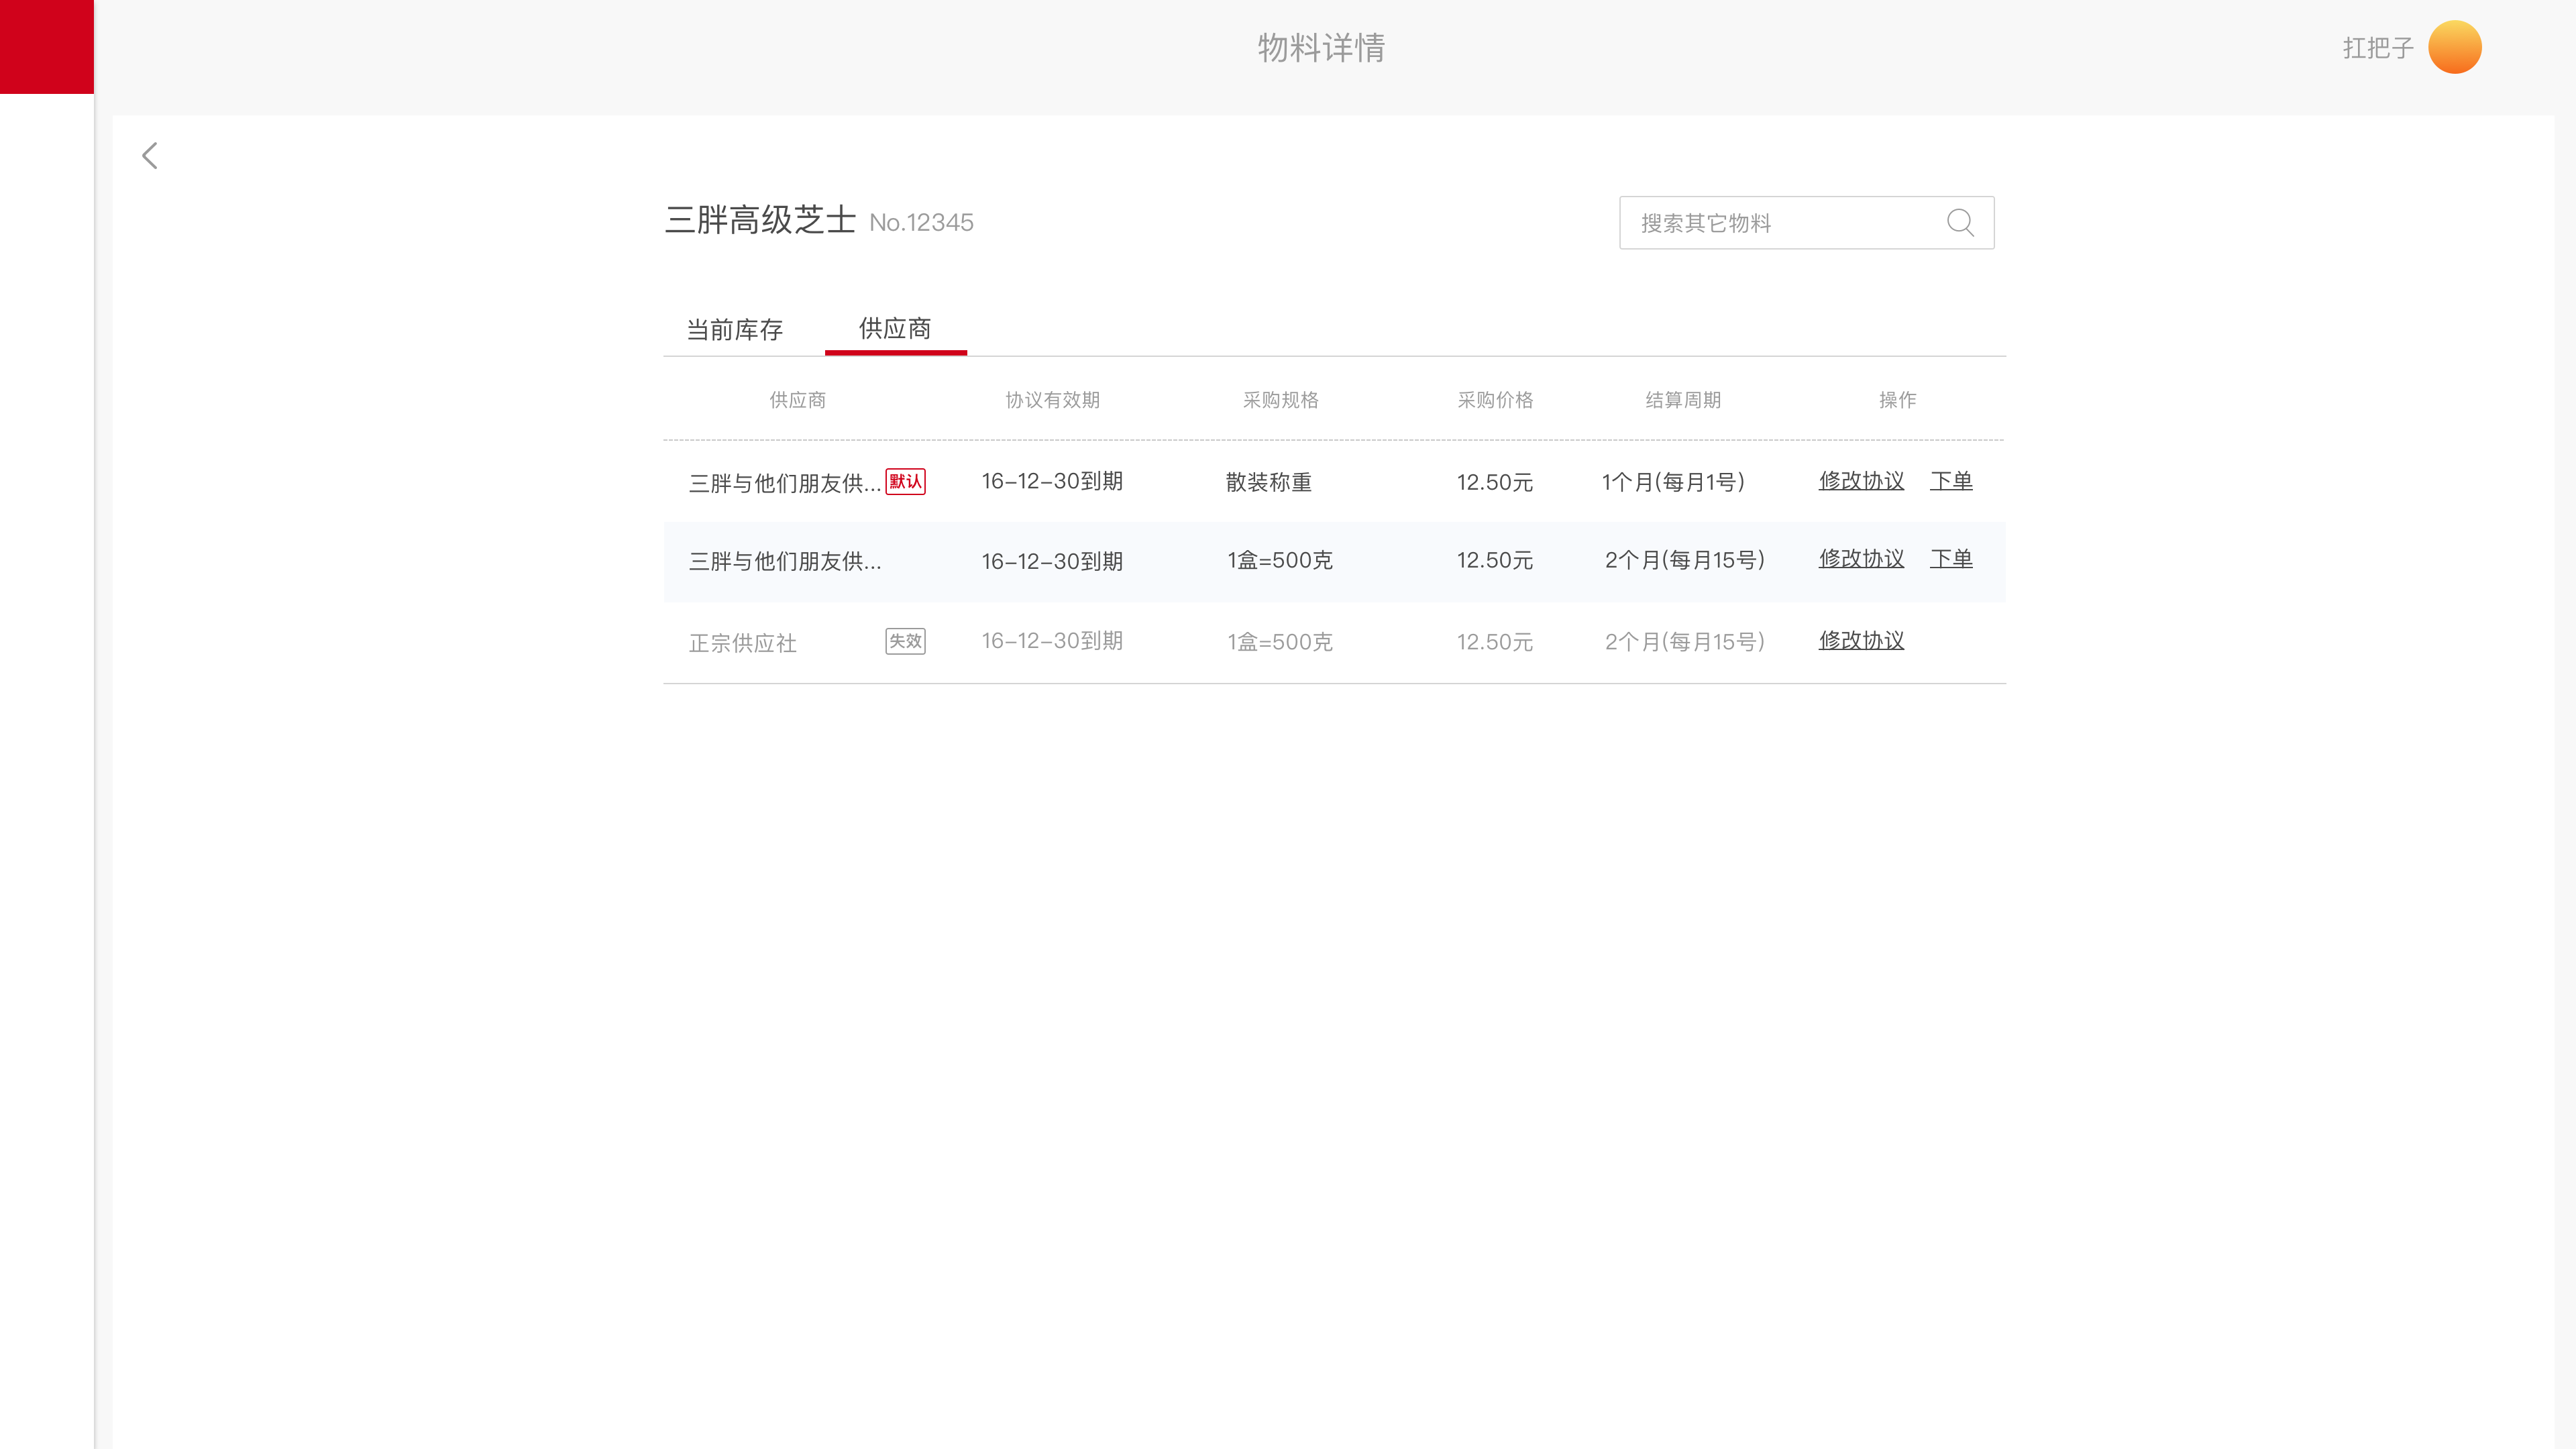 物料详情
扛把子
三胖高级芝士 No.12345
搜索其它物料
当前库存 供应商
供应商 协议有效期 采购规格 采购价格 结算周期 操作
三胖与他们朋友供... 默认 16-12-30到期 散装称重 12.50元 1个月(每月1号) 修改协议 下单
三胖与他们朋友供... 16-12-30到期 1盒=500克 12.50元 2个月(每月15号) 修改协议 下单
正宗供应社 失效 16-12-30到期 1盒=500克 12.50元 2个月(每月15号) 修改协议